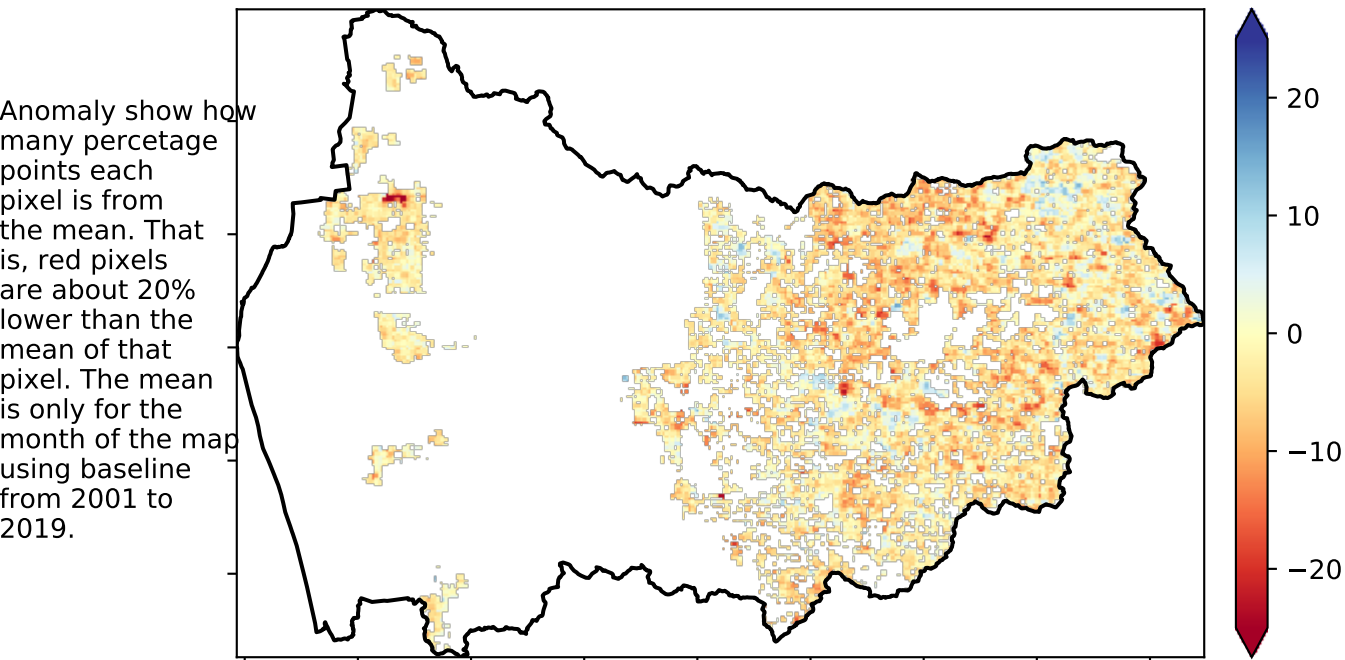 Anomaly show how
many percetage
points each
pixel is from
the mean. That
is, red pixels
are about 20%
lower than the
mean of that
pixel. The mean
is only for the
month of the map
using baseline
from 2001 to
2019.
20
10
0
−10
−20